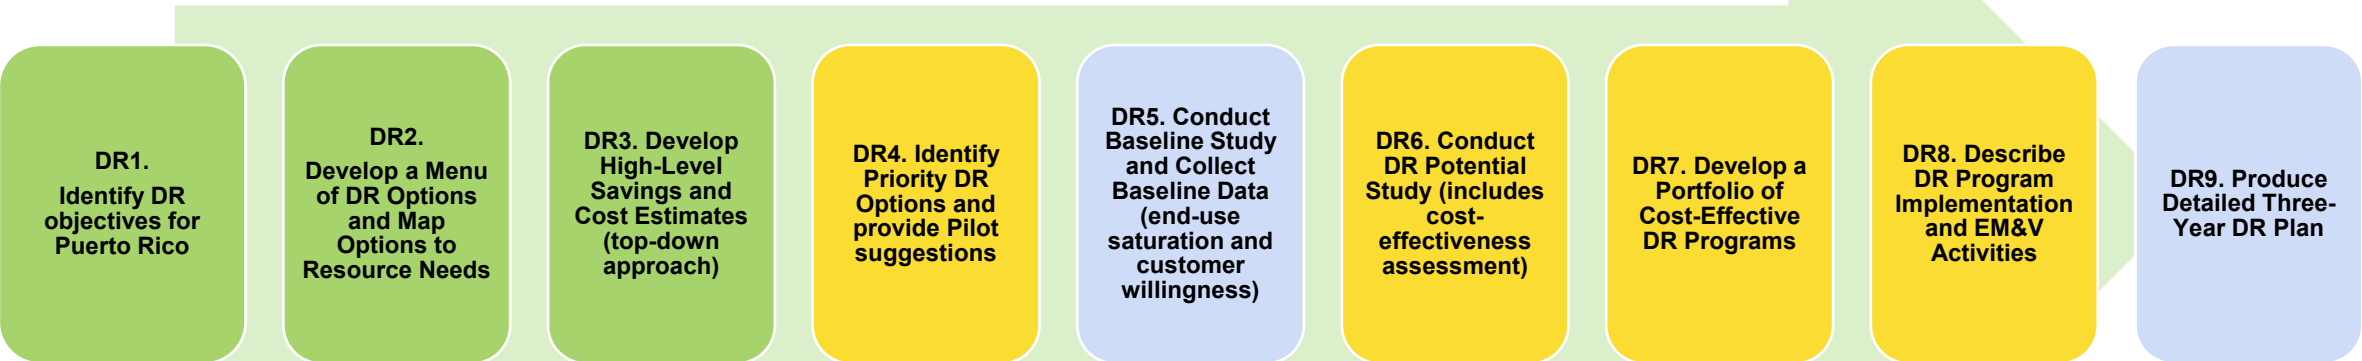 DR1.
Identify DR
objectives for
Puerto Rico
DR2.
Develop a Menu
of DR Options
and Map
Options to
Resource Needs
DR3. Develop
High-Level
Savings and
Cost Estimates
(top-down
approach)
DR4. Identify
Priority DR
Options and
provide Pilot
suggestions
DR5. Conduct
Baseline Study
and Collect
Baseline Data
(end-use
saturation and
customer
willingness)
DR6. Conduct
DR Potential
Study (includes
cost-
effectiveness
assessment)
DR7. Develop a
Portfolio of
Cost-Effective
DR Programs
DR8. Describe
DR Program
Implementation
and EM&V
Activities
DR9. Produce
Detailed Three-
Year DR Plan